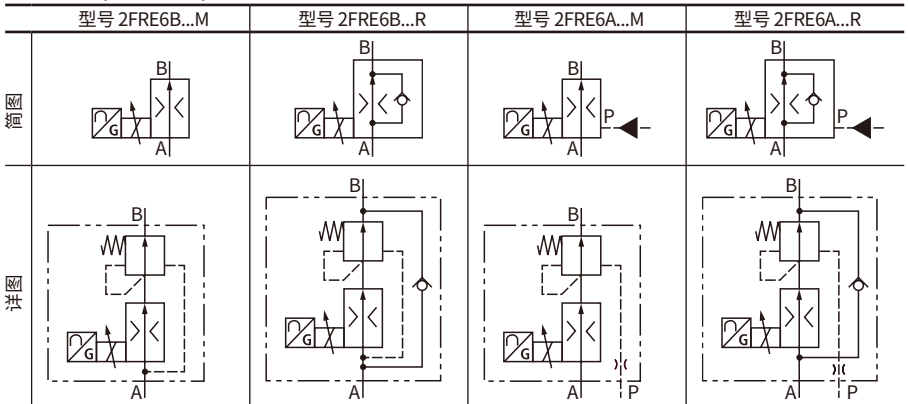 型号 2FRE6B...M 型号 2FRE6B...R 型号 2FRE6A...M 型号 2FRE6A...R
简图
B B B B
G G G P G P
A A A A
详图
B B B B
G G G G
A A A P A P